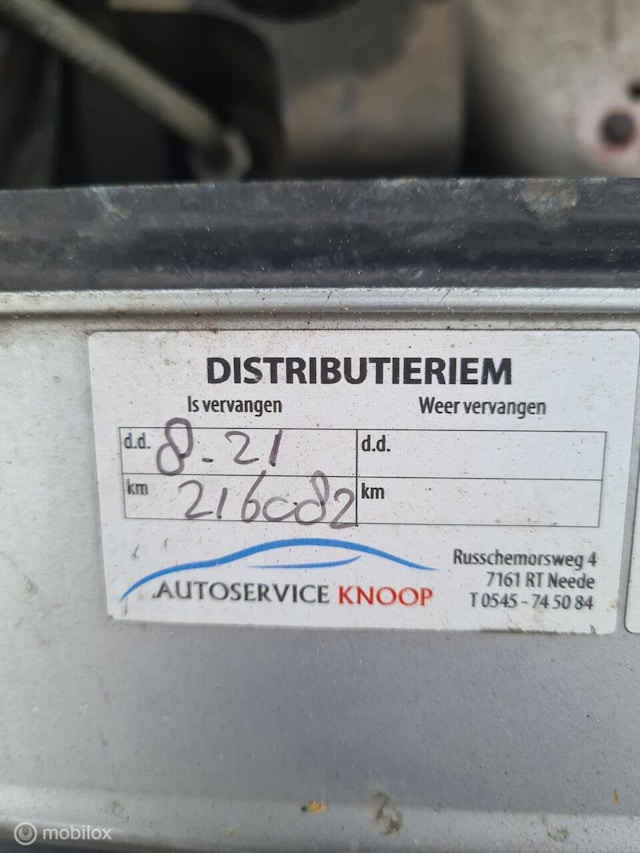 DISTRIBUTIERIEM
Is vervangen Weer vervangen
d.d. 8-21 d.d.
km 216082 km
Russchemorsweg 4
7161 RT Neede
AUTOSERVICE KNOOP T 0545 - 74 50 84
mobilox